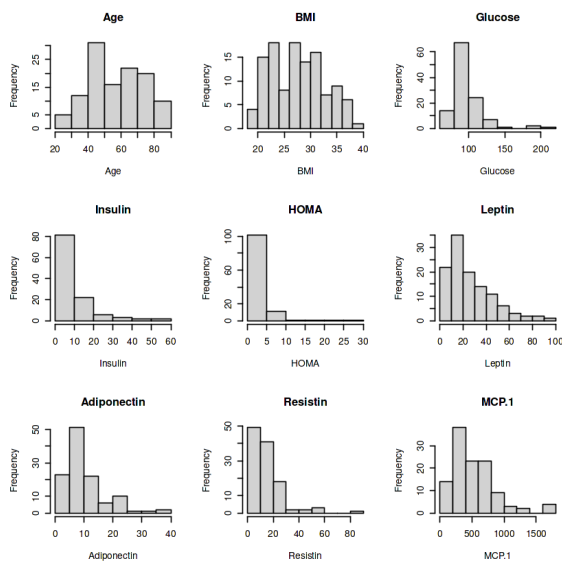 Age
Frequency
0 5 15 25
20 40 60 80
Age
BMI
Frequency
0 5 10 15
20 25 30 35 40
BMI
Glucose
Frequency
0 20 40 60
100 150 200
Glucose
Insulin
Frequency
0 20 40 60 80
0 10 20 30 40 50 60
Insulin
HOMA
Frequency
0 20 60 100
0 5 10 15 20 25 30
HOMA
Leptin
Frequency
0 10 20 30
0 20 40 60 80 100
Leptin
Adiponectin
Frequency
0 10 30 50
0 10 20 30 40
Adiponectin
Resistin
Frequency
0 10 30 50
0 20 40 60 80
Resistin
MCP.1
Frequency
0 10 20 30
0 500 1000 1500
MCP.1